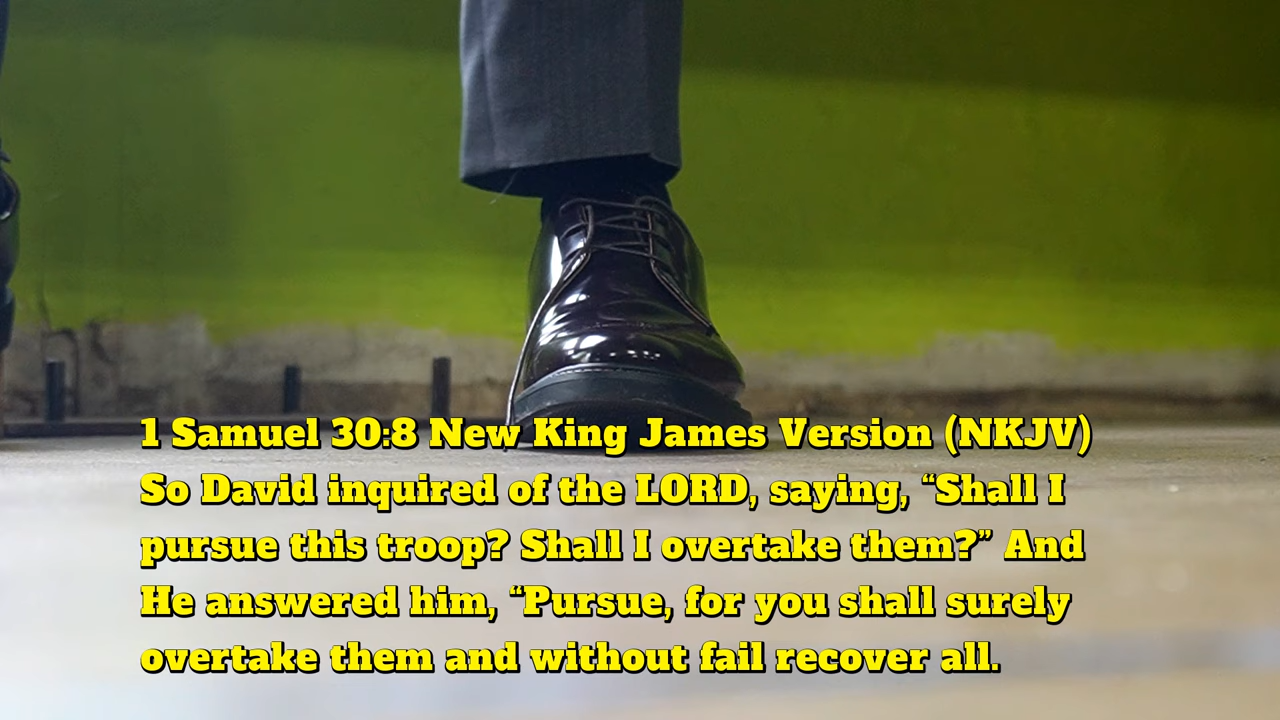 1 Samuel 30:8 New King James Version (NKJV)
So David inquired of the LORD, saying, “Shall I
pursue this troop? Shall I overtake them?” And
He answered him, “Pursue, for you shall surely
overtake them and without fail recover all.